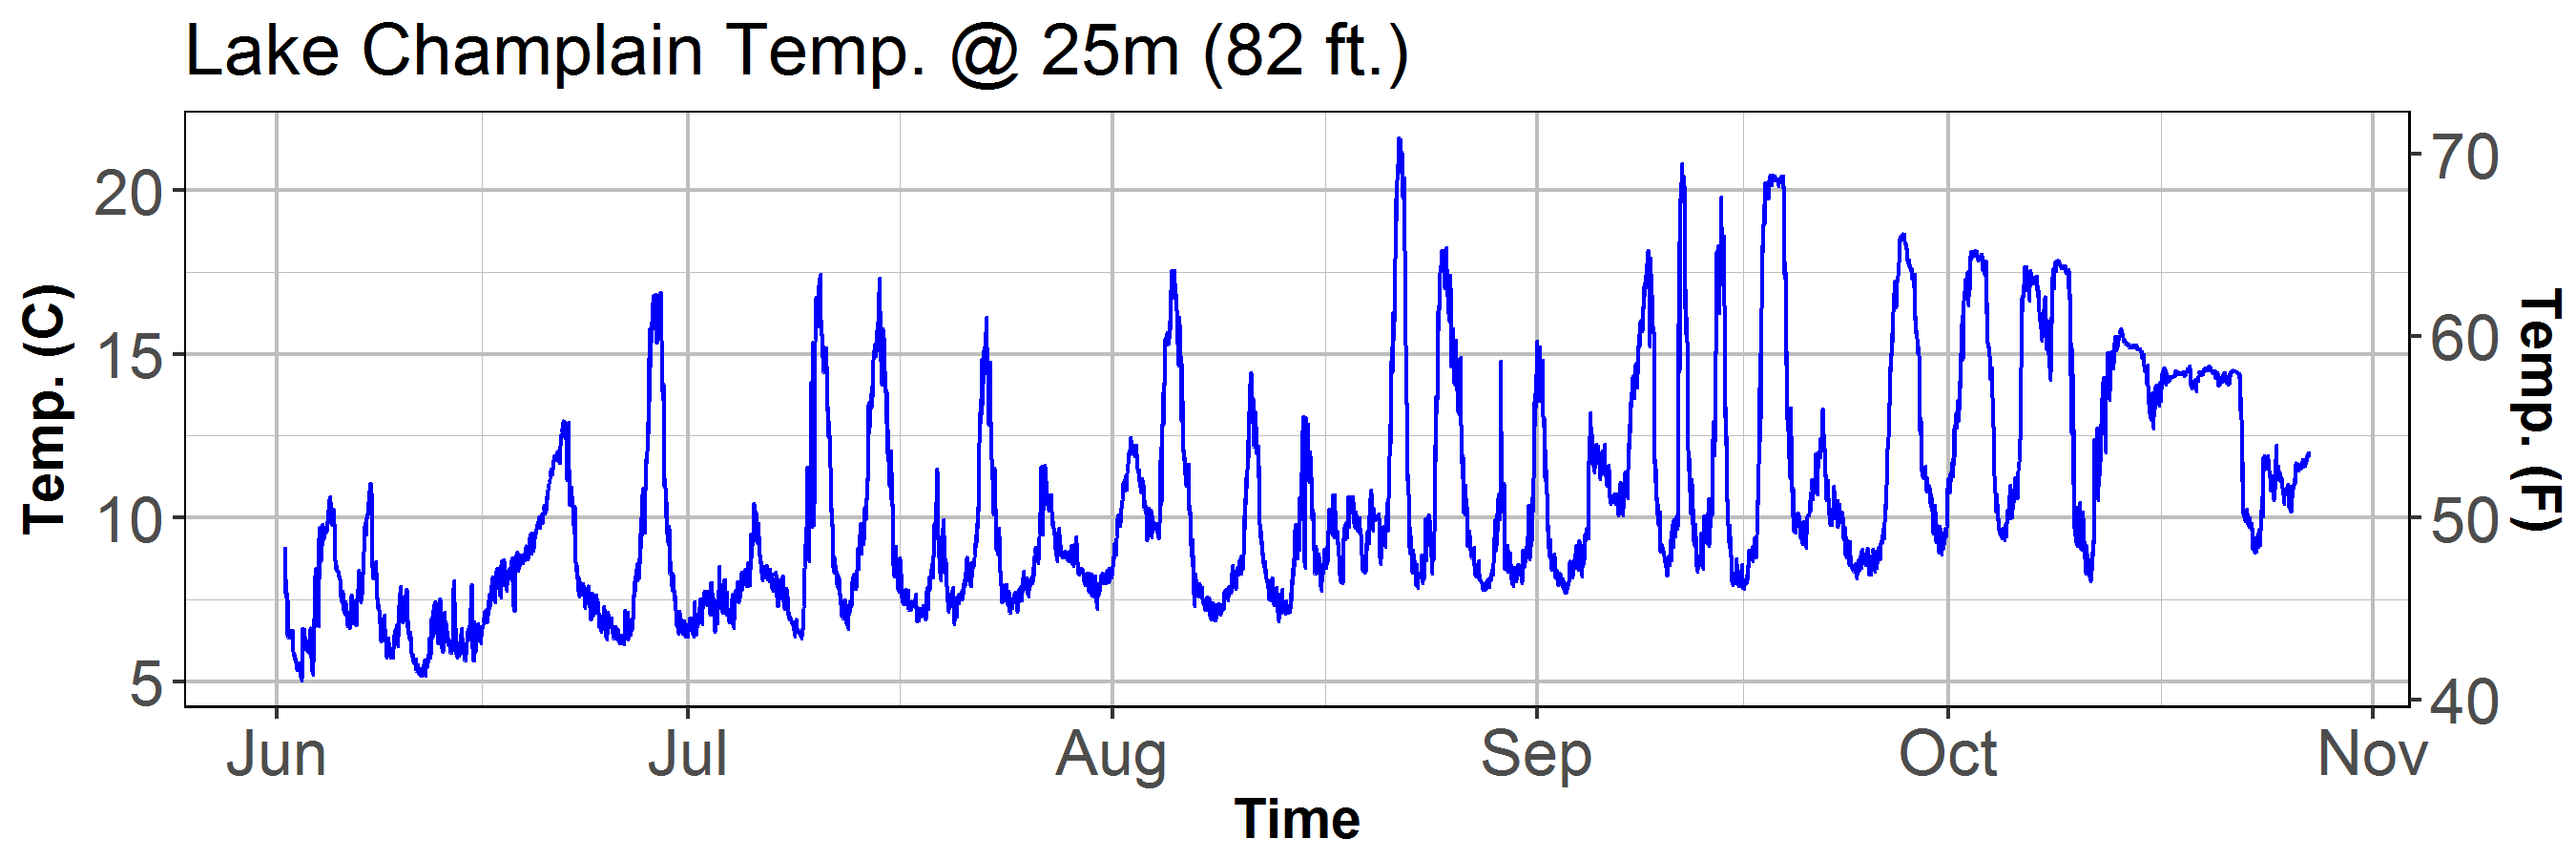 Lake Champlain Temp. @ 25m (82 ft.)
Temp. (C)
20
15
10
5
70
60
50
40
Temp. (F)
Jun Jul Aug Sep Oct Nov
Time